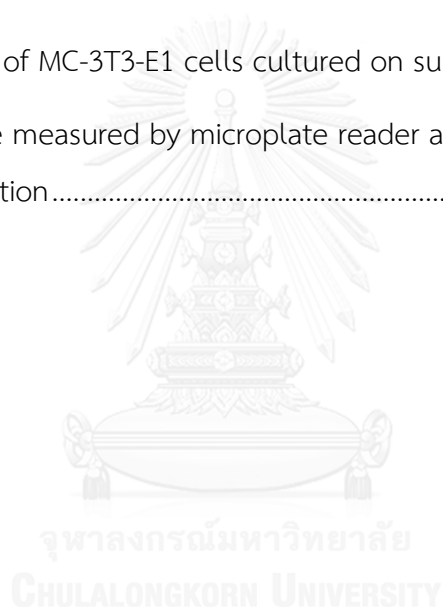 of MC-3T3-E1 cells cultured on su
measured by microplate reader a
tion..........................................................
จุฬาลงกรณ์มหาวิทยาลัย
CHULALONGKORN UNIVERSITY